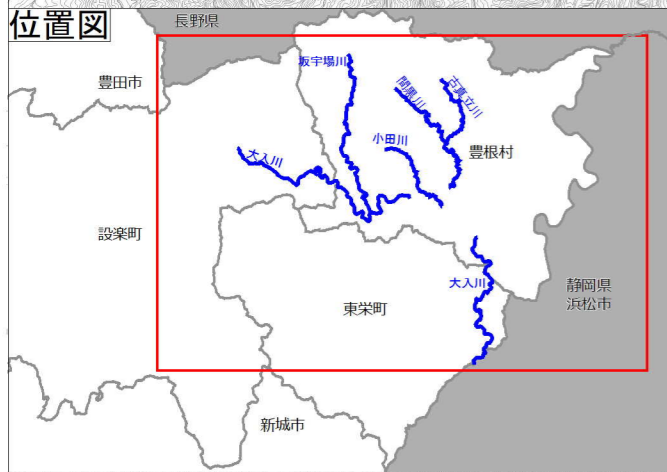 位置図
長野県
豊田市
坂宇場川
間黒川
古真立川
小田川
豊根村
大入川
設楽町
大入川
静岡県
浜松市
東栄町
新城市